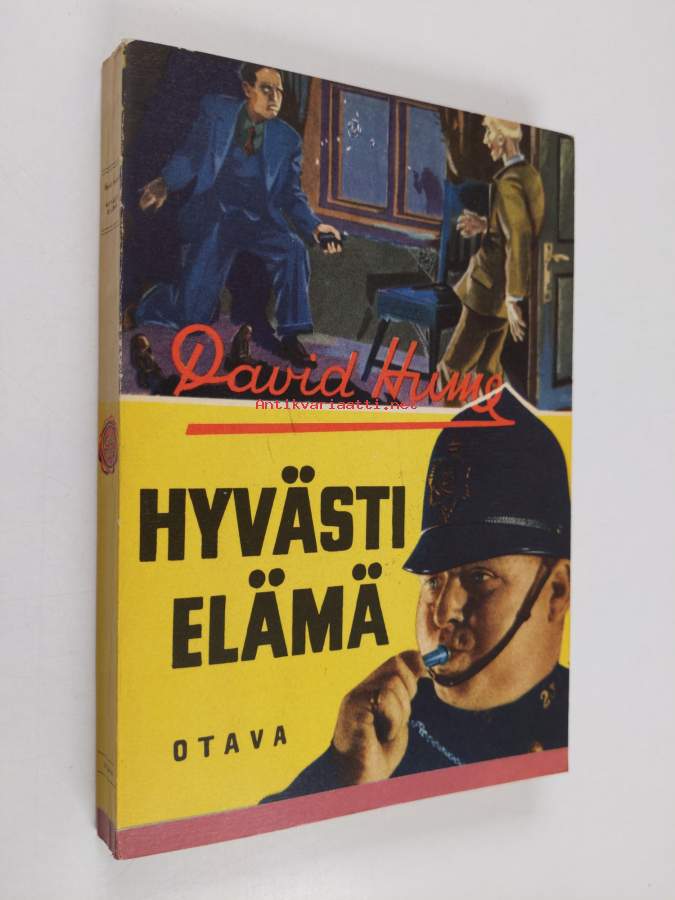 David Hume
Antikvariaatti.net
HYVÄSTI
ELÄMÄ
OTAVA